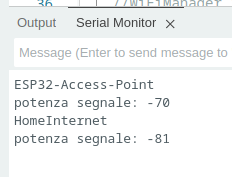 36
//WiFiManager
Output
Serial Monitor
Message (Enter to send message to
ESP32-Access-Point
potenza segnale: -70
HomeInternet
potenza segnale: -81